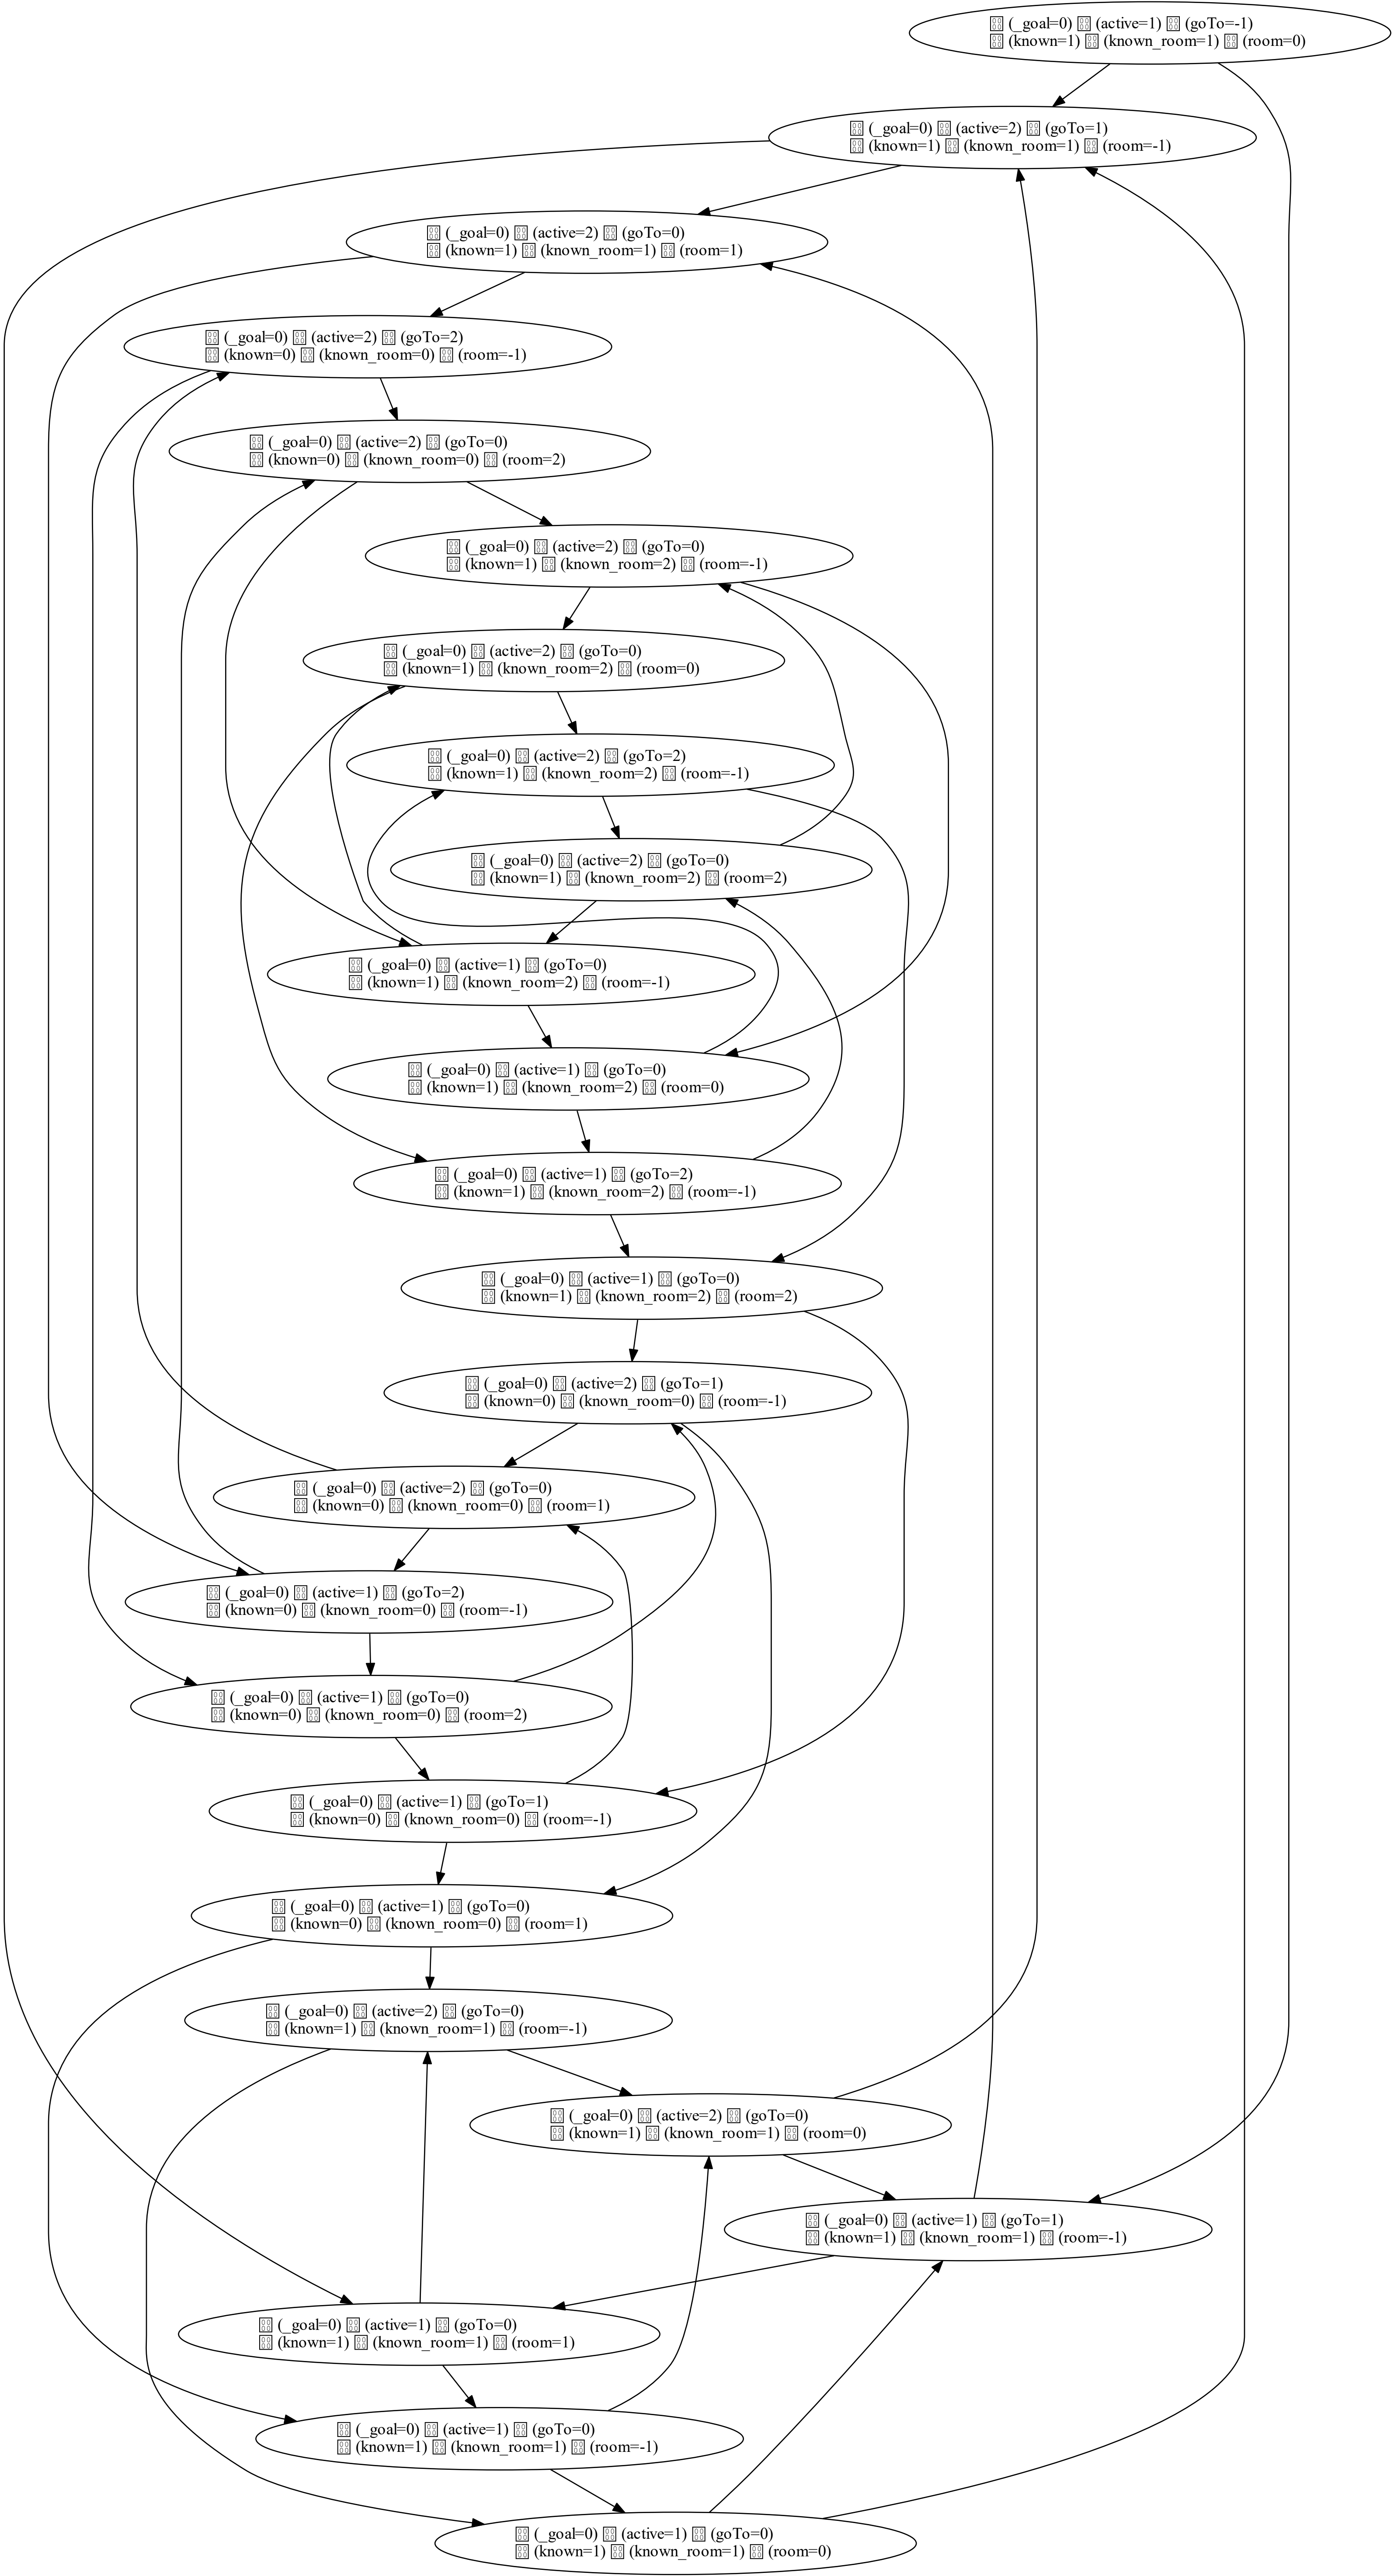 (_goal=0) (active=1) (goTo=-1)
(known=1) (known_room=1) (room=0)
(_goal=0) (active=2) (goTo=1)
(known=1) (known_room=1) (room=-1)
(_goal=0) (active=2) (goTo=0)
(known=1) (known_room=1) (room=1)
(_goal=0) (active=2) (goTo=2)
(known=0) (known_room=0) (room=-1)
(_goal=0) (active=2) (goTo=0)
(known=0) (known_room=0) (room=2)
(_goal=0) (active=2) (goTo=0)
(known=1) (known_room=2) (room=-1)
(_goal=0) (active=2) (goTo=0)
(known=1) (known_room=2) (room=0)
(_goal=0) (active=2) (goTo=2)
(known=1) (known_room=2) (room=-1)
(_goal=0) (active=2) (goTo=0)
(known=1) (known_room=2) (room=2)
(_goal=0) (active=1) (goTo=0)
(known=1) (known_room=2) (room=-1)
(_goal=0) (active=1) (goTo=0)
(known=1) (known_room=2) (room=0)
(_goal=0) (active=1) (goTo=2)
(known=1) (known_room=2) (room=-1)
(_goal=0) (active=1) (goTo=0)
(known=1) (known_room=2) (room=2)
(_goal=0) (active=2) (goTo=1)
(known=0) (known_room=0) (room=-1)
(_goal=0) (active=2) (goTo=0)
(known=0) (known_room=0) (room=1)
(_goal=0) (active=1) (goTo=2)
(known=0) (known_room=0) (room=-1)
(_goal=0) (active=1) (goTo=0)
(known=0) (known_room=0) (room=2)
(_goal=0) (active=1) (goTo=1)
(known=0) (known_room=0) (room=-1)
(_goal=0) (active=1) (goTo=0)
(known=0) (known_room=0) (room=1)
(_goal=0) (active=2) (goTo=0)
(known=1) (known_room=1) (room=-1)
(_goal=0) (active=2) (goTo=0)
(known=1) (known_room=1) (room=0)
(_goal=0) (active=1) (goTo=1)
(known=1) (known_room=1) (room=-1)
(_goal=0) (active=1) (goTo=0)
(known=1) (known_room=1) (room=1)
(_goal=0) (active=1) (goTo=0)
(known=1) (known_room=1) (room=-1)
(_goal=0) (active=1) (goTo=0)
(known=1) (known_room=1) (room=0)